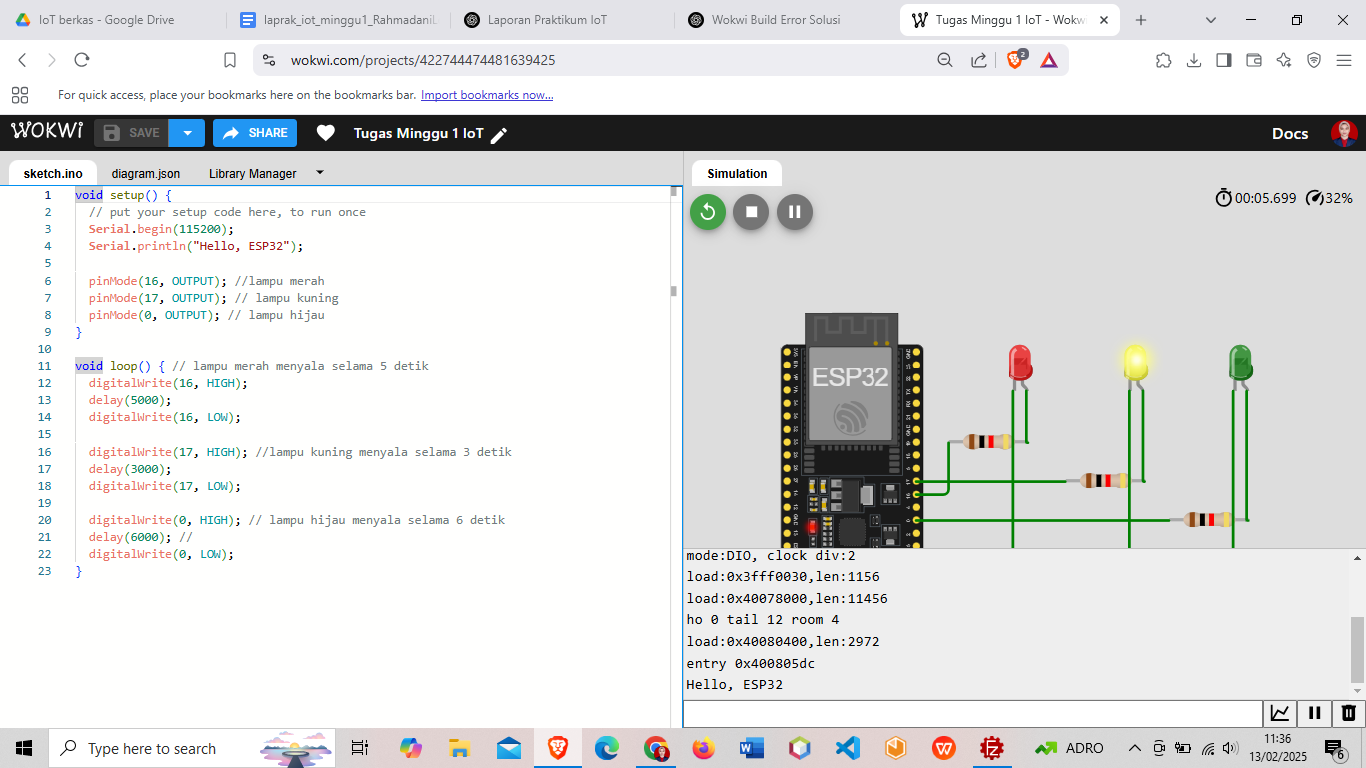 IoT berkas - Google Drive
laprak_iot_minggu1_RahmadaniL
Laporan Praktikum IoT
Wokwi Build Error Solusi
Tugas Minggu 1 IoT - Wokw
wokwi.com/projects/422744474481639425
2
For quick access, place your bookmarks here on the bookmarks bar. Import bookmarks now...
WOKWI
SAVE
SHARE
Tugas Minggu 1 IoT
Docs
sketch.ino
diagram.json
Library Manager
Simulation
1 void setup() {
2 // put your setup code here, to run once
3 Serial.begin(115200);
4 Serial.println("Hello, ESP32");
5
6 pinMode(16, OUTPUT); //lampu merah
7 pinMode(17, OUTPUT); // lampu kuning
8 pinMode(0, OUTPUT); // lampu hijau
9 }
10
11 void loop() { // lampu merah menyala selama 5 detik
12 digitalWrite(16, HIGH);
13 delay(5000);
14 digitalWrite(16, LOW);
15
16 digitalWrite(17, HIGH); //lampu kuning menyala selama 3 detik
17 delay(3000);
18 digitalWrite(17, LOW);
19
20 digitalWrite(0, HIGH); // lampu hijau menyala selama 6 detik
21 delay(6000); //
22 digitalWrite(0, LOW);
23 }
00:05.699
32%
ESP32
mode:DIO, clock div:2
load:0x3fff0030,len:1156
load:0x40078000,len:11456
ho 0 tail 12 room 4
load:0x40080400,len:2972
entry 0x400805dc
Hello, ESP32
Type here to search
ADRO
11:36
13/02/2025
6